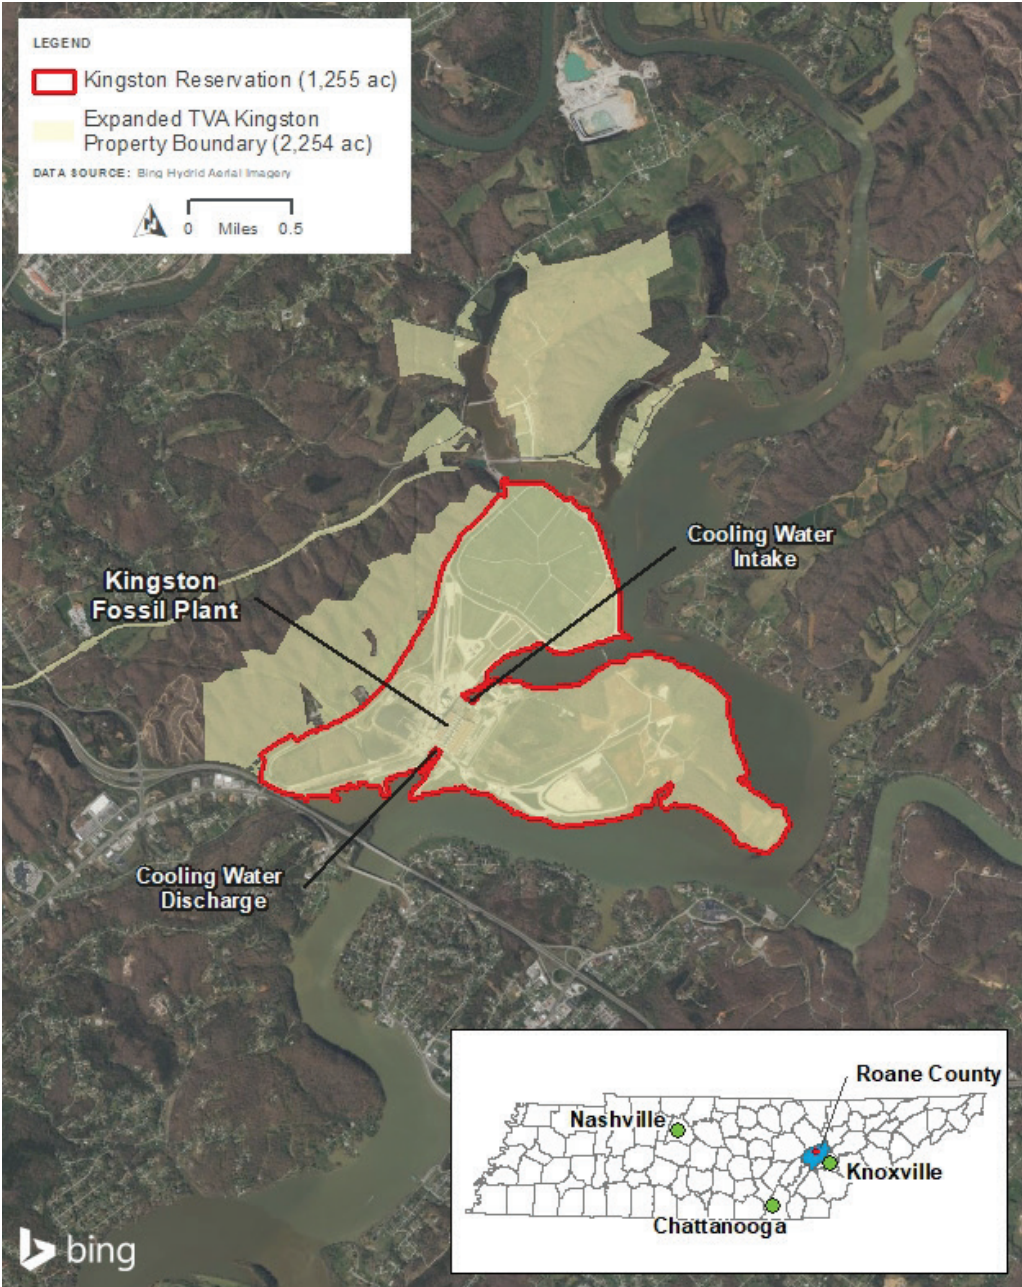 LEGEND
Kingston Reservation (1,255 ac)
Expanded TVA Kingston
Property Boundary (2,254 ac)
DATA SOURCE: Bing Hydrid Aerial Imagery
N
0 Miles 0.5
Cooling Water
Intake
Kingston
Fossil Plant
Cooling Water
Discharge
Roane County
Nashville
Knoxville
Chattanooga
bing